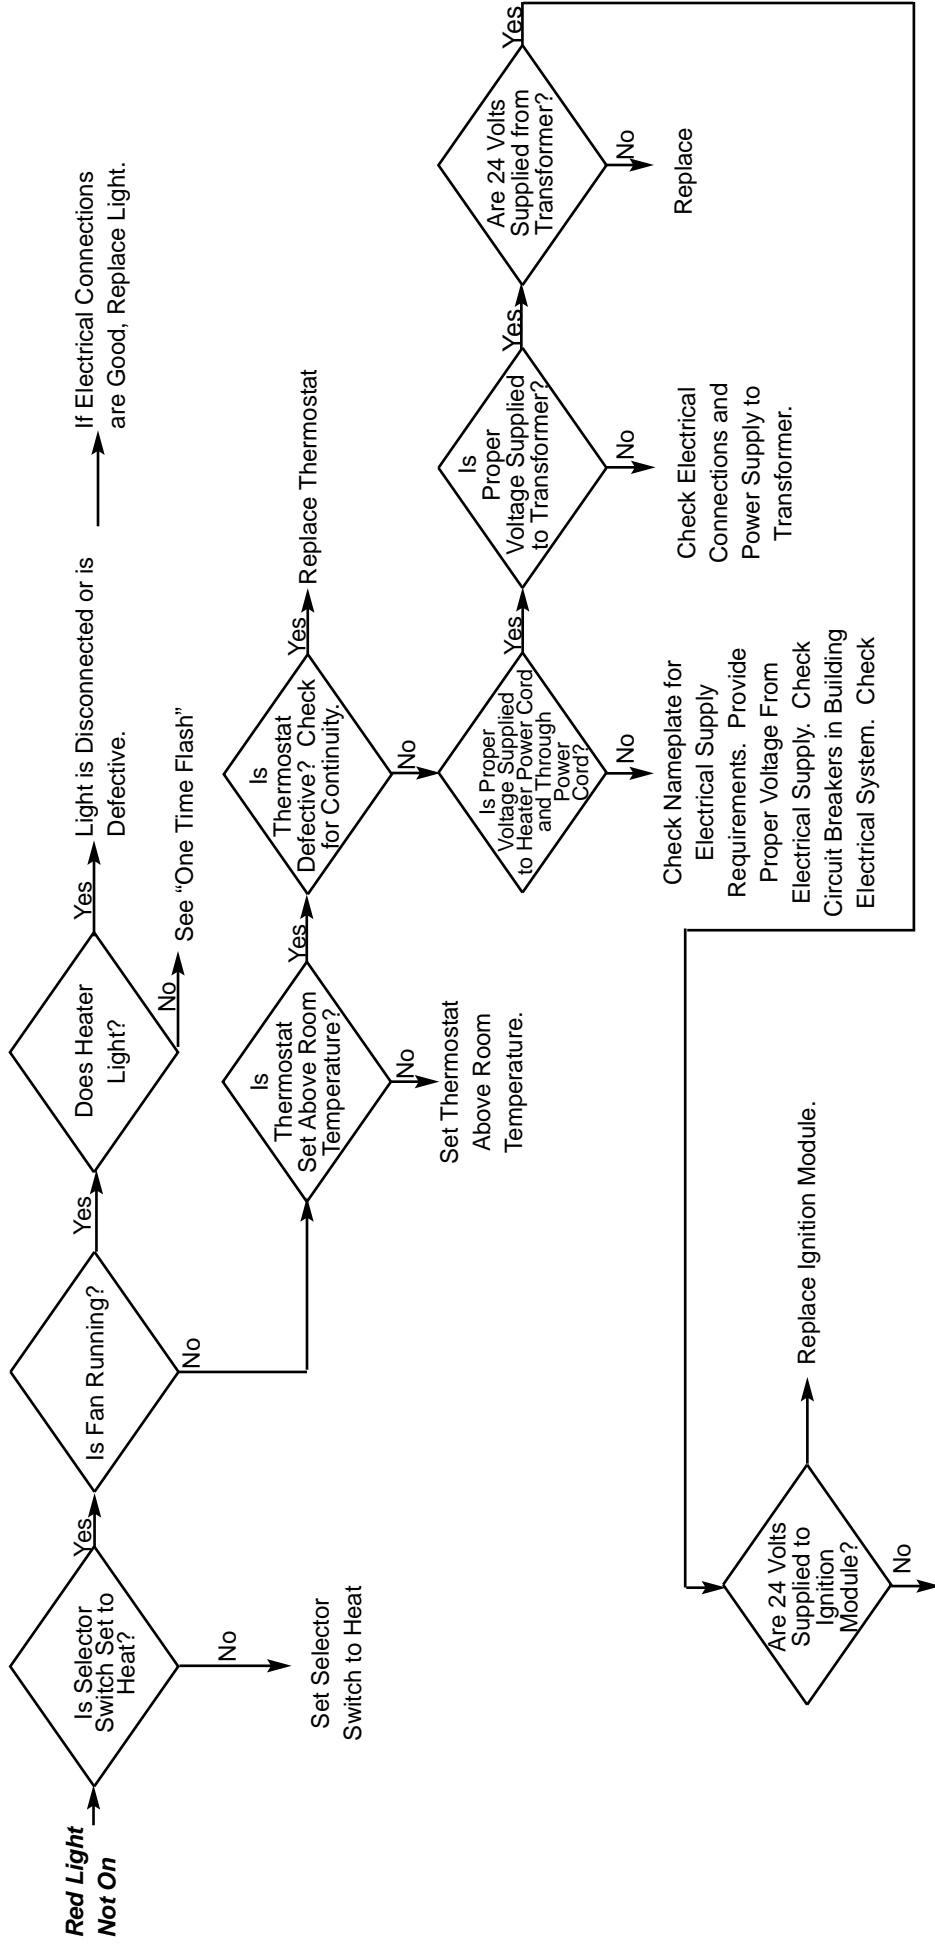 Red Light
Not On
Is Selector
Switch Set to
Heat?
Yes
No
Set Selector
Switch to Heat
Is Fan Running?
Yes
No
Does Heater
Light?
Yes
Light is Disconnected or is
Defective.
If Electrical Connections
are Good, Replace Light.
No
See “One Time Flash”
Is
Thermostat
Set Above Room
Temperature?
Yes
No
Set Thermostat
Above Room
Temperature.
Is
Thermostat
Defective? Check
for Continuity.
Yes
Replace Thermostat
No
Is Proper
Voltage Supplied
to Heater Power Cord
and Through
Power
Cord?
Yes
No
Check Nameplate for
Electrical Supply
Requirements. Provide
Proper Voltage From
Electrical Supply. Check
Circuit Breakers in Building
Electrical System. Check
Is
Proper
Voltage Supplied
to Transformer?
Yes
No
Check Electrical
Connections and
Power Supply to
Transformer.
Are 24 Volts
Supplied from
Transformer?
Yes
No
Replace
Are 24 Volts
Supplied to
Ignition
Module?
Replace Ignition Module.
No